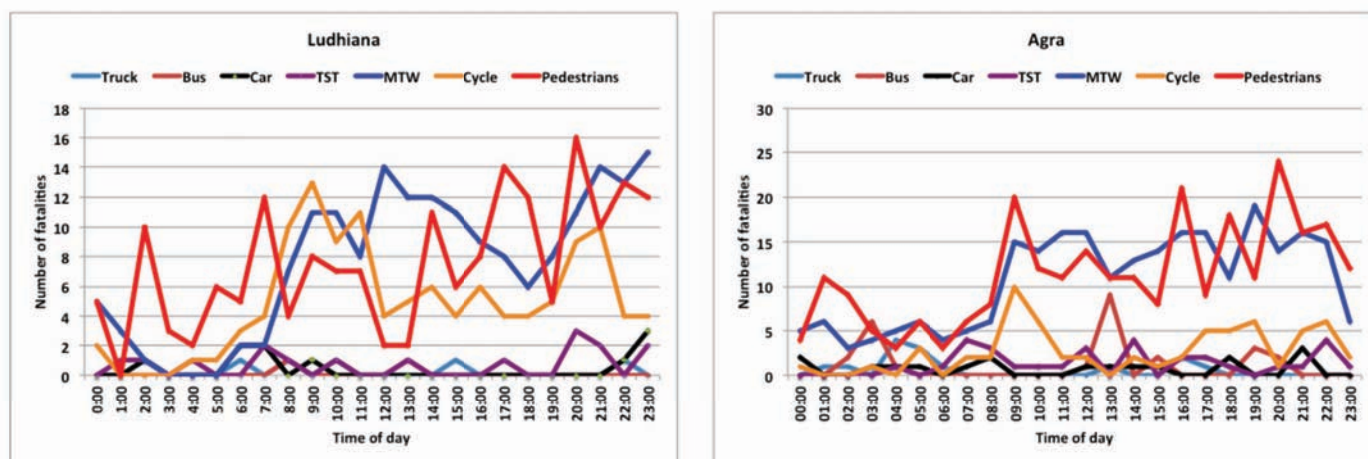 Ludhiana
Truck Bus Car TST MTW Cycle Pedestrians
Number of fatalities
18
16
14
12
10
8
6
4
2
0
0:00 1:00 2:00 3:00 4:00 5:00 6:00 7:00 8:00 9:00 10:00 11:00 12:00 13:00 14:00 15:00 16:00 17:00 18:00 19:00 20:00 21:00 22:00 23:00
Time of day
Agra
Truck Bus Car TST MTW Cycle Pedestrians
Number of fatalities
30
25
20
15
10
5
0
00:00 01:00 02:00 03:00 04:00 05:00 06:00 07:00 08:00 09:00 10:00 11:00 12:00 13:00 14:00 15:00 16:00 17:00 18:00 19:00 20:00 21:00 22:00 23:00
Time of day